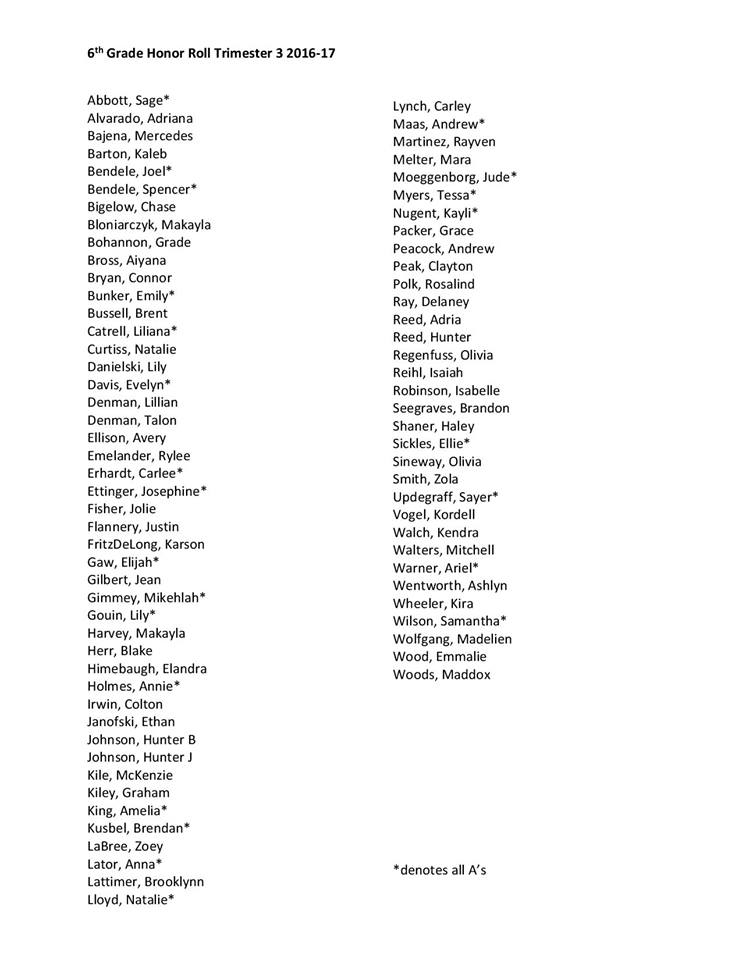 6th Grade Honor Roll Trimester 3 2016-17
Abbott, Sage*
Alvarado, Adriana
Bajena, Mercedes
Barton, Kaleb
Bendele, Joel*
Bendele, Spencer*
Bigelow, Chase
Bloniarczyk, Makayla
Bohannon, Grade
Bross, Aiyana
Bryan, Connor
Bunker, Emily*
Bussell, Brent
Catrell, Liliana*
Curtiss, Natalie
Danielski, Lily
Davis, Evelyn*
Denman, Lillian
Denman, Talon
Ellison, Avery
Emelander, Rylee
Erhardt, Carlee*
Ettinger, Josephine*
Fisher, Jolie
Flannery, Justin
FritzDeLong, Karson
Gaw, Elijah*
Gilbert, Jean
Gimmey, Mikehlah*
Gouin, Lily*
Harvey, Makayla
Herr, Blake
Himebaugh, Elandra
Holmes, Annie*
Irwin, Colton
Janofski, Ethan
Johnson, Hunter B
Johnson, Hunter J
Kile, McKenzie
Kiley, Graham
King, Amelia*
Kusbel, Brendan*
LaBree, Zoey
Lator, Anna*
Lattimer, Brooklynn
Lloyd, Natalie*
Lynch, Carley
Maas, Andrew*
Martinez, Rayven
Melter, Mara
Moeggenborg, Jude*
Myers, Tessa*
Nugent, Kayli*
Packer, Grace
Peacock, Andrew
Peak, Clayton
Polk, Rosalind
Ray, Delaney
Reed, Adria
Reed, Hunter
Regenfuss, Olivia
Reihl, Isaiah
Robinson, Isabelle
Seegraves, Brandon
Shaner, Haley
Sickles, Ellie*
Sineway, Olivia
Smith, Zola
Updegraff, Sayer*
Vogel, Kordell
Walch, Kendra
Walters, Mitchell
Warner, Ariel*
Wentworth, Ashlyn
Wheeler, Kira
Wilson, Samantha*
Wolfgang, Madelien
Wood, Emmalie
Woods, Maddox
*denotes all A’s